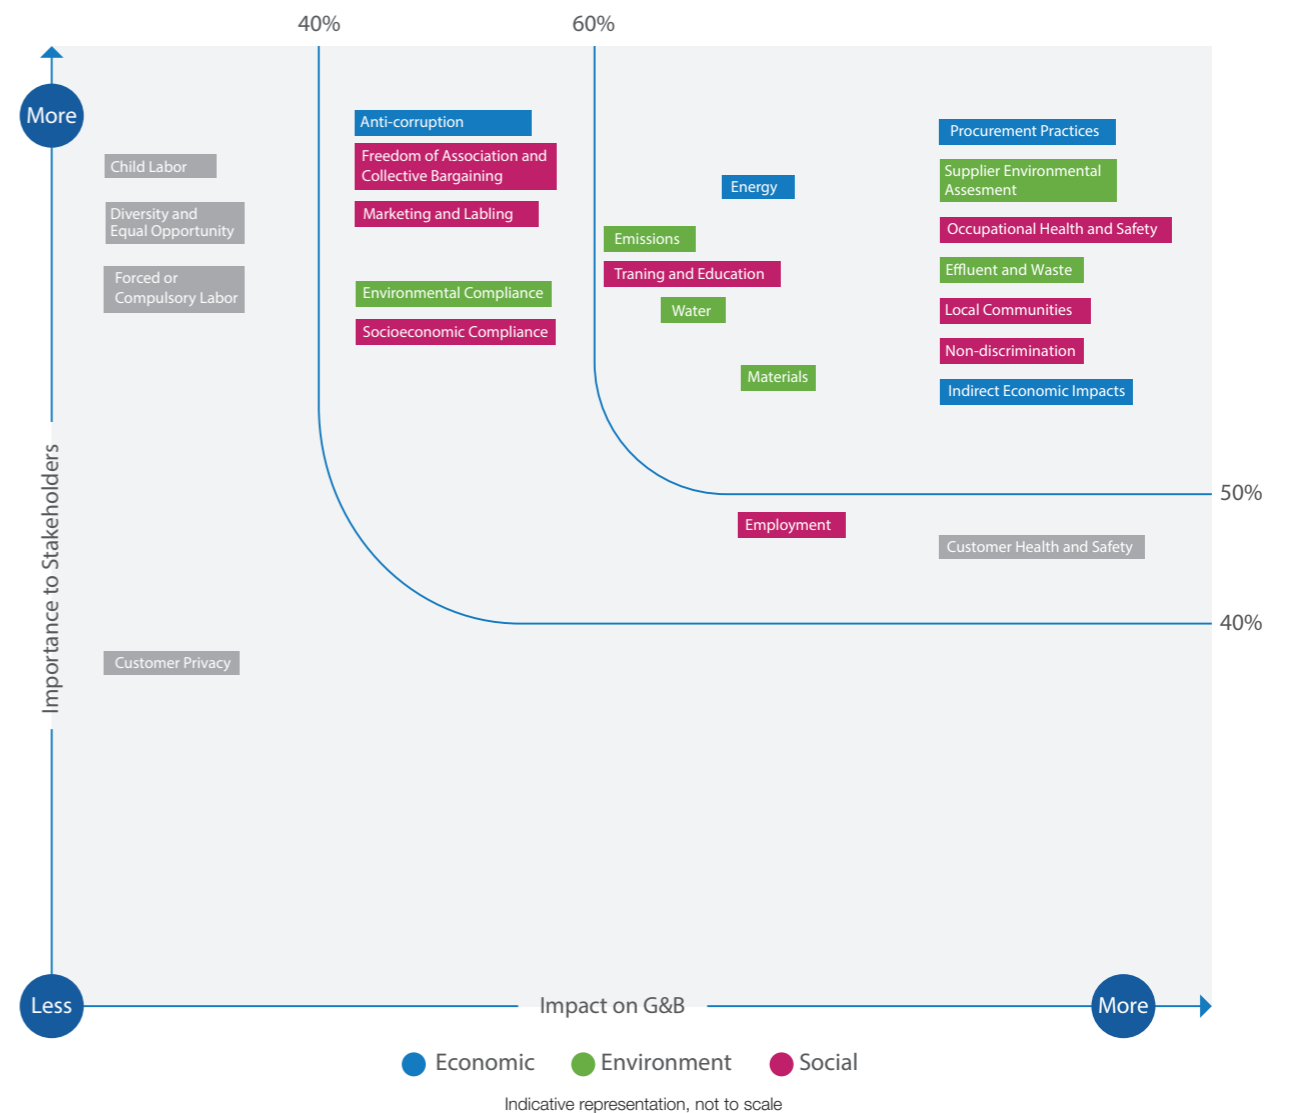 40%
60%
More
Child Labor
Diversity and
Equal Opportunity
Forced or
Compulsory Labor
Anti-corruption
Freedom of Association and
Collective Bargaining
Marketing and Labling
Environmental Compliance
Socioeconomic Compliance
Energy
Emissions
Traning and Education
Water
Materials
Procurement Practices
Supplier Environmental
Assesment
Occupational Health and Safety
Effluent and Waste
Local Communities
Non-discrimination
Indirect Economic Impacts
50%
Employment
Customer Health and Safety
40%
Customer Privacy
Importance to Stakeholders
Less
Impact on G&B
More
Economic
Environment
Social
Indicative representation, not to scale